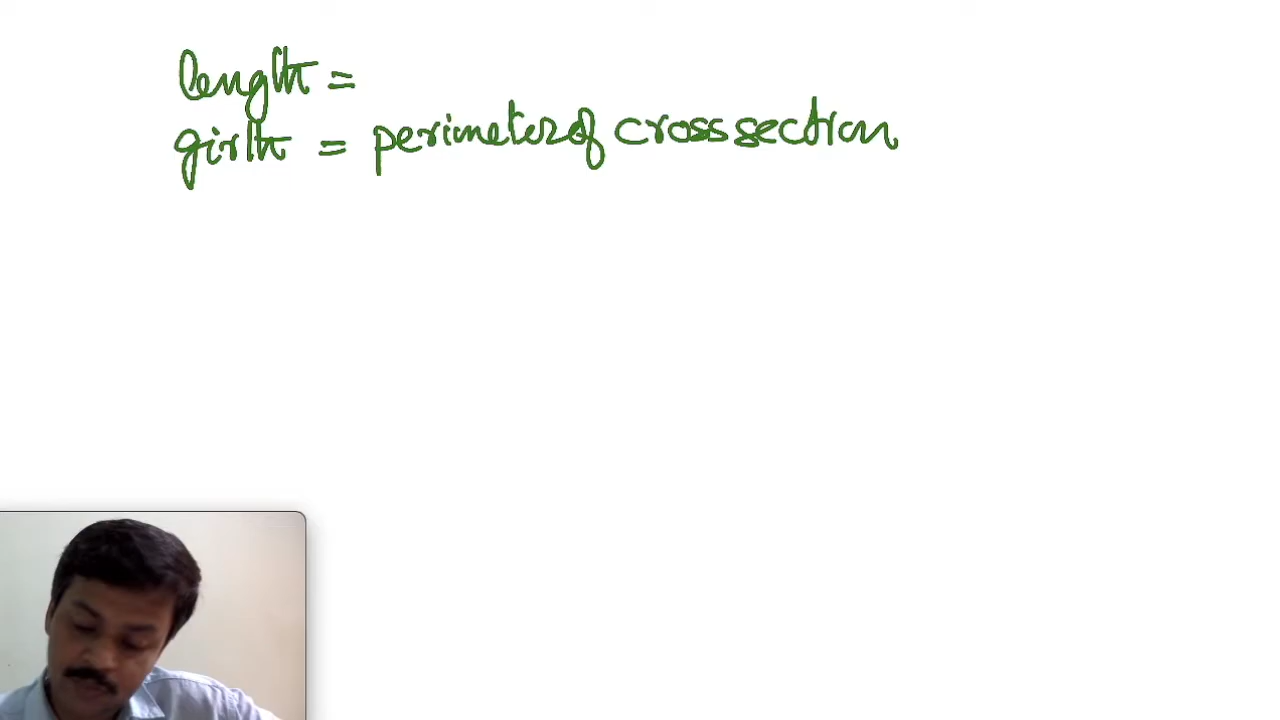 length =
girth = perimeter of cross section